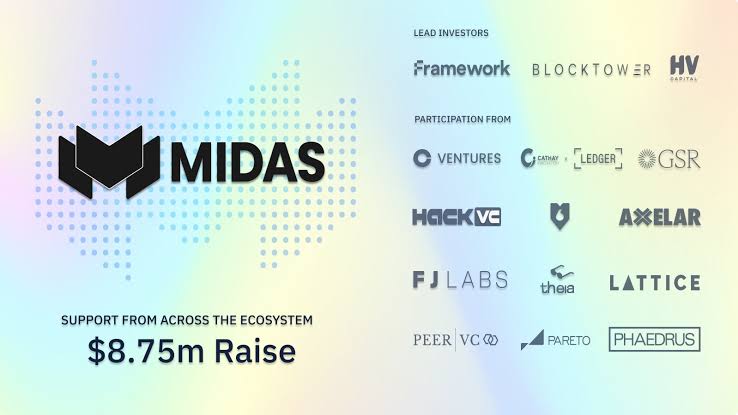 MIDAS
SUPPORT FROM ACROSS THE ECOSYSTEM
$8.75m Raise
LEAD INVESTORS
Framework BLOCKTOWER HV
CAPITAL
PARTICIPATION FROM
VENTURES CATHAY LEDGER GSR
HACK VC AXELAR
FJ LABS theia LATTICE
PEER VC PARETO PHAEDRUS